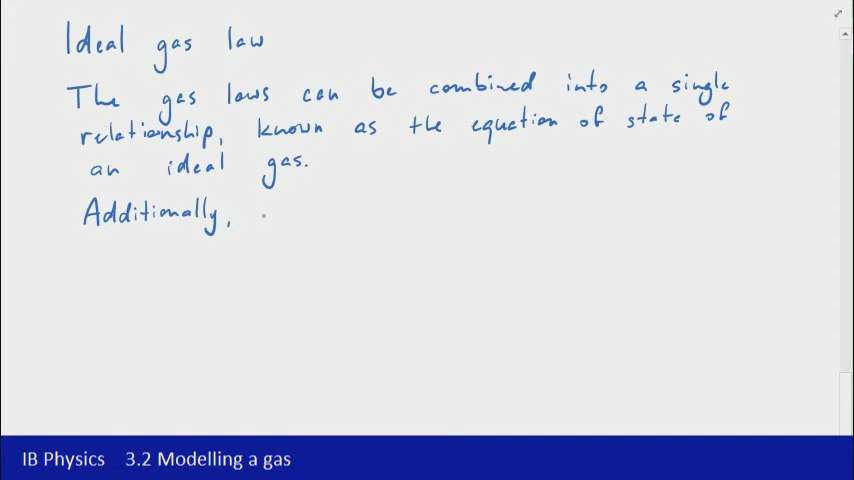 Ideal gas law
The gas laws can be combined into a single
relationship, known as the equation of state of
an ideal gas.
Additionally,
IB Physics 3.2 Modelling a gas